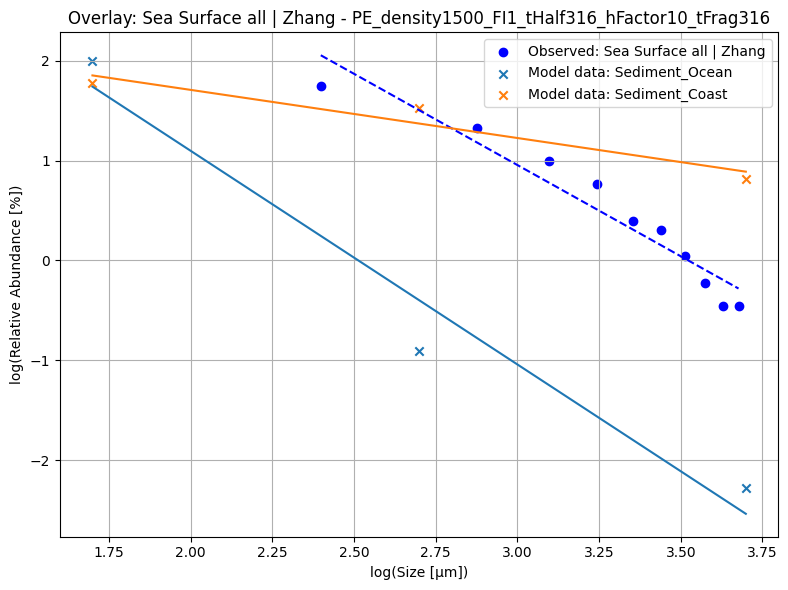 Overlay: Sea Surface all | Zhang - PE_density1500_FI1_tHalf316_hFactor10_tFrag316
Observed: Sea Surface all | Zhang
Model data: Sediment_Ocean
Model data: Sediment_Coast
log(Relative Abundance [%])
2
1
0
−1
−2
1.75
2.00
2.25
2.50
2.75
3.00
3.25
3.50
3.75
log(Size [μm])